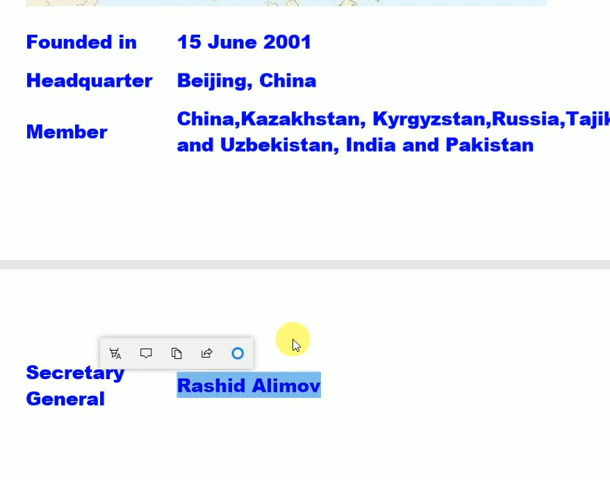 Founded in 15 June 2001
Headquarter Beijing, China
Member China,Kazakhstan, Kyrgyzstan,Russia,
and Uzbekistan, India and Pakistan
Secretary
General Rashid Alimov